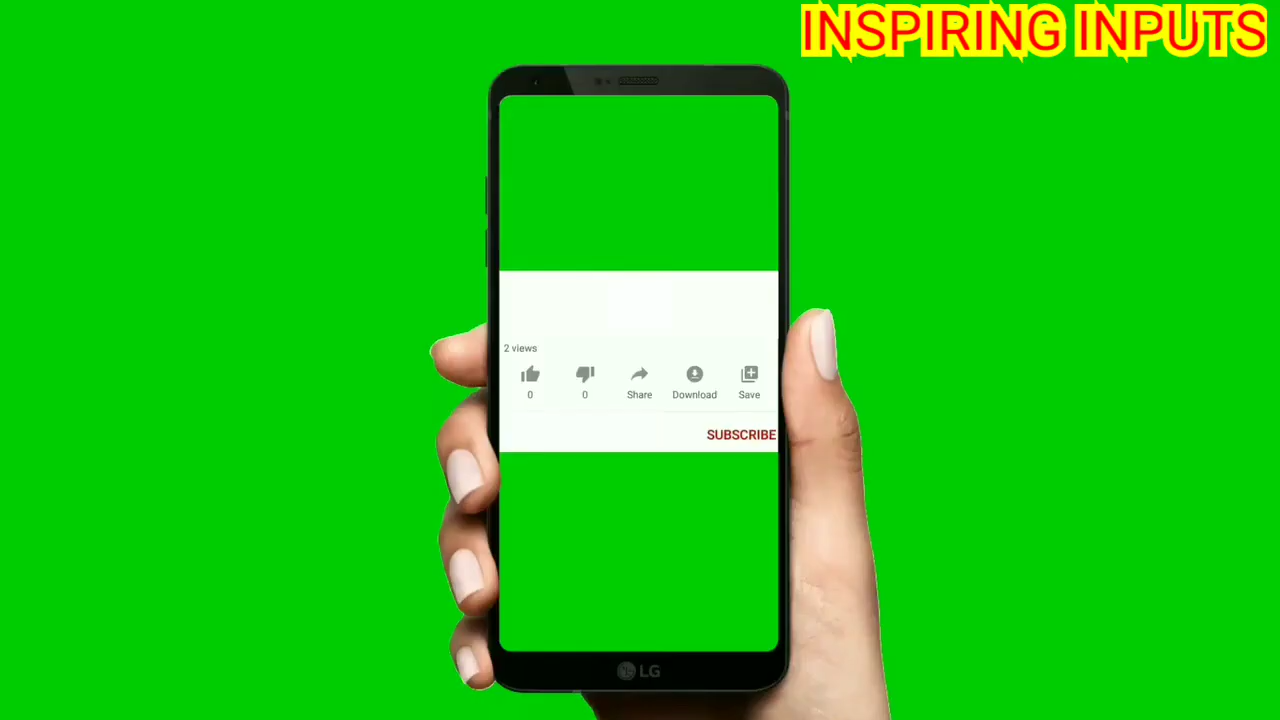 INSPIRING INPUTS
2 views
0 0 Share Download Save
SUBSCRIBE
LG